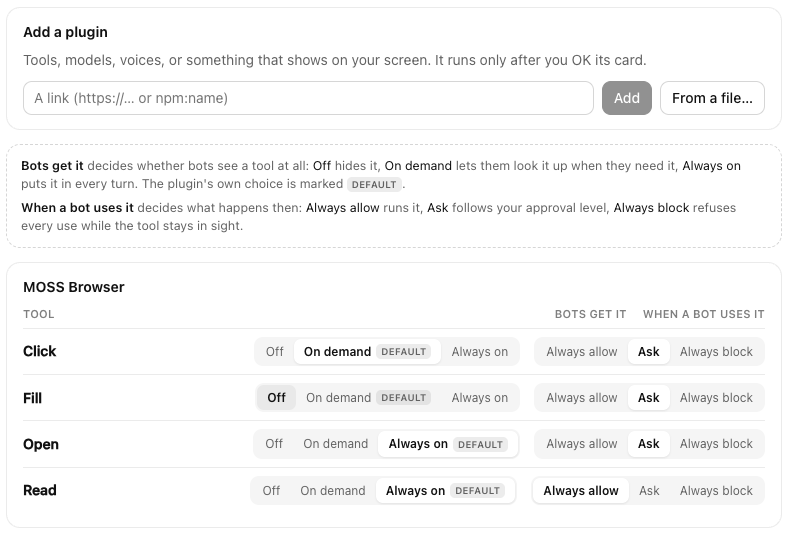 Add a plugin
Tools, models, voices, or something that shows on your screen. It runs only after you OK its card.
A link (https://... or npm:name) Add From a file...
Bots get it decides whether bots see a tool at all: Off hides it, On demand lets them look it up when they need it, Always on
puts it in every turn. The plugin's own choice is marked DEFAULT.
When a bot uses it decides what happens then: Always allow runs it, Ask follows your approval level, Always block refuses
every use while the tool stays in sight.
MOSS Browser
TOOL BOTS GET IT WHEN A BOT USES IT
Click Off On demand DEFAULT Always on Always allow Ask Always block
Fill Off On demand DEFAULT Always on Always allow Ask Always block
Open Off On demand Always on DEFAULT Always allow Ask Always block
Read Off On demand Always on DEFAULT Always allow Ask Always block